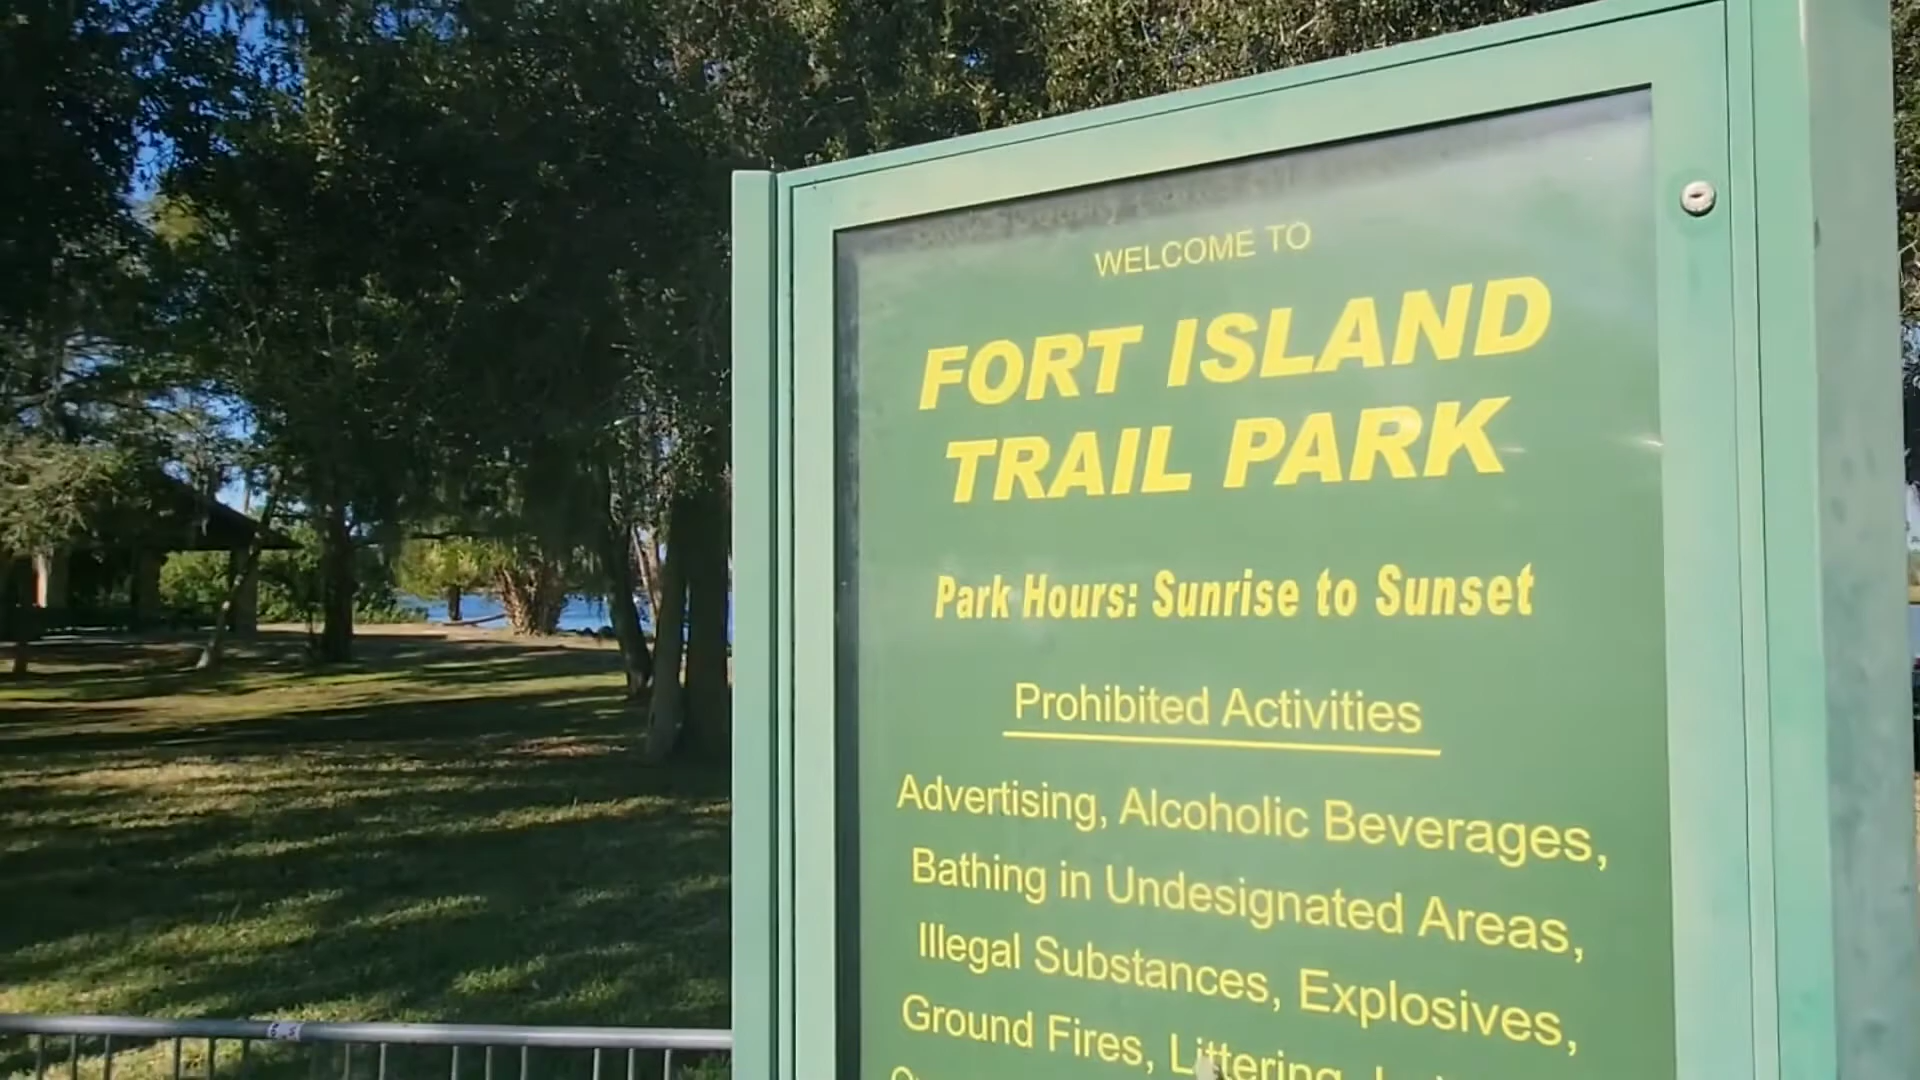 WELCOME TO
FORT ISLAND
TRAIL PARK
Park Hours: Sunrise to Sunset
Prohibited Activities
Advertising, Alcoholic Beverages,
Bathing in Undesignated Areas,
Illegal Substances, Explosives,
Ground Fires, Littering,